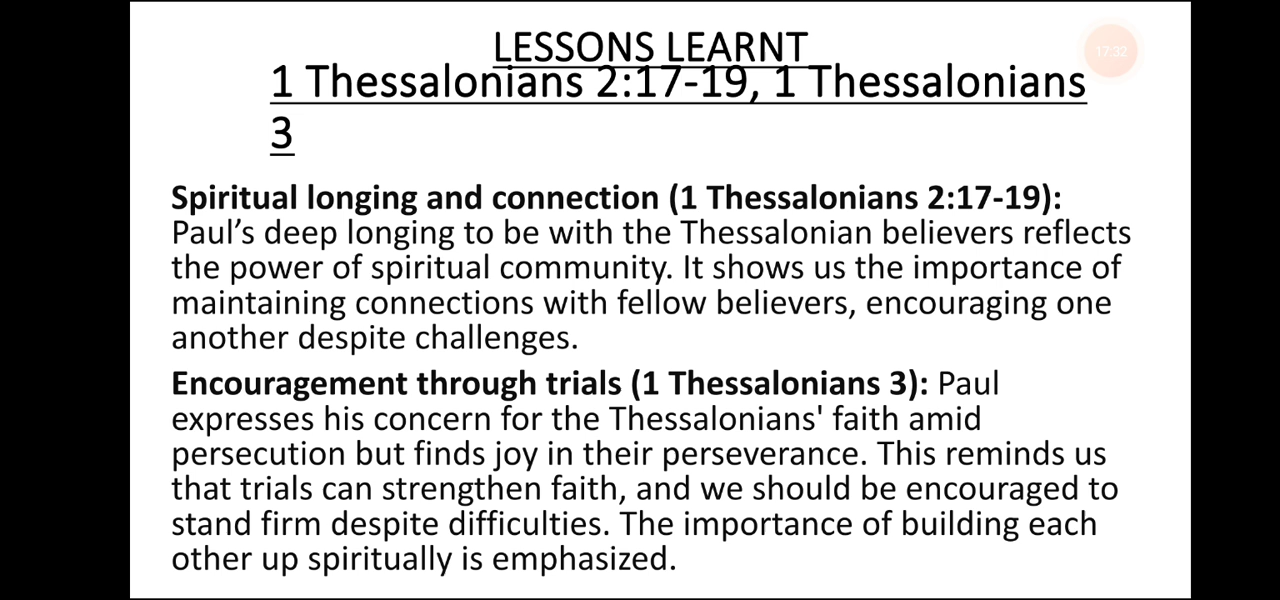 LESSONS LEARNT
17:32
1 Thessalonians 2:17-19, 1 Thessalonians
3
Spiritual longing and connection (1 Thessalonians 2:17-19):
Paul’s deep longing to be with the Thessalonian believers reflects
the power of spiritual community. It shows us the importance of
maintaining connections with fellow believers, encouraging one
another despite challenges.
Encouragement through trials (1 Thessalonians 3): Paul
expresses his concern for the Thessalonians' faith amid
persecution but finds joy in their perseverance. This reminds us
that trials can strengthen faith, and we should be encouraged to
stand firm despite difficulties. The importance of building each
other up spiritually is emphasized.